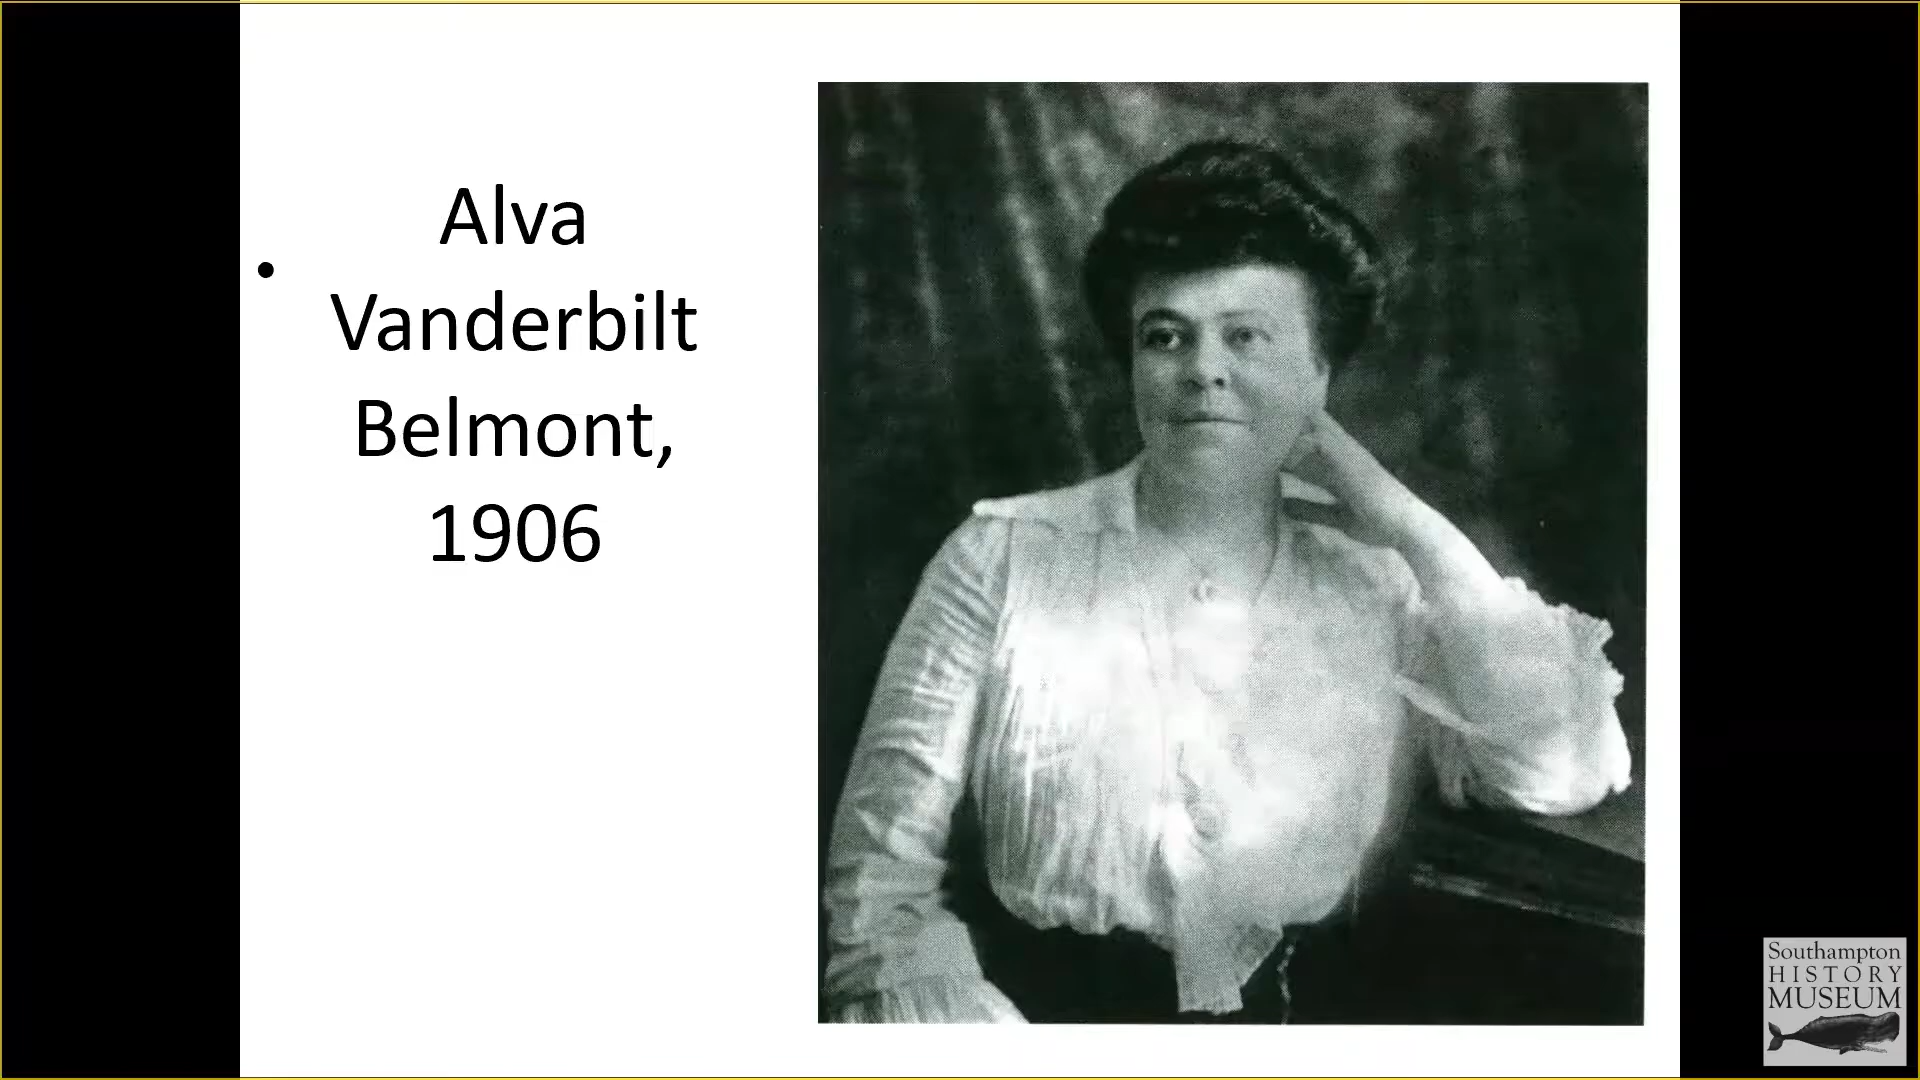 Alva
Vanderbilt
Belmont,
1906
Southampton
HISTORY
MUSEUM